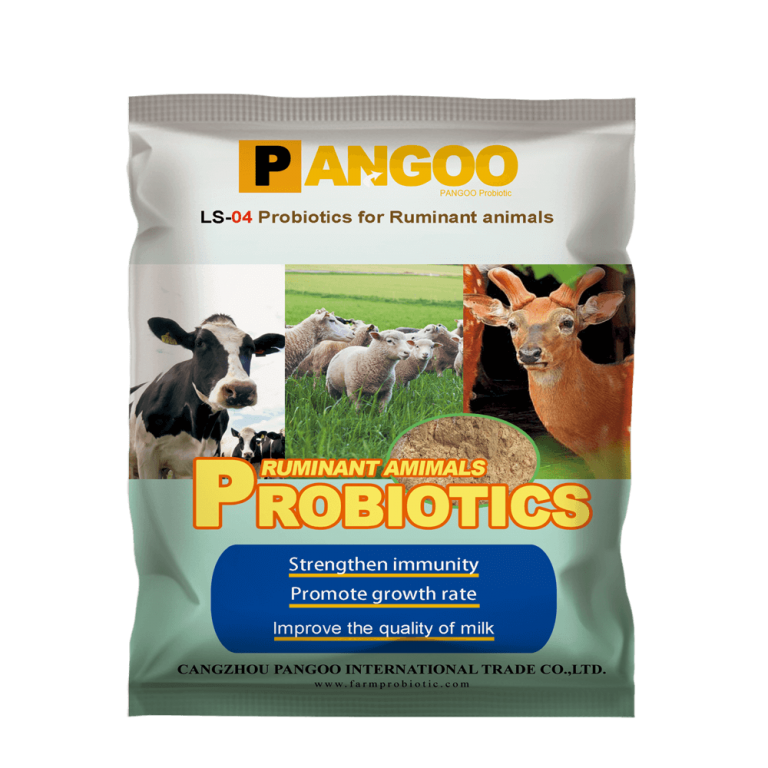 PANGOO
PANGOO Probiotic
LS-04 Probiotics for Ruminant animals
RUMINANT AMIMALS
PROBIOTICS
Strengthen immunity
Promote growth rate
Improve the quality of milk
CANGZHOU PANGOO INTERNATIONAL TRADE CO.,LTD.
www.farmprobiotic.com